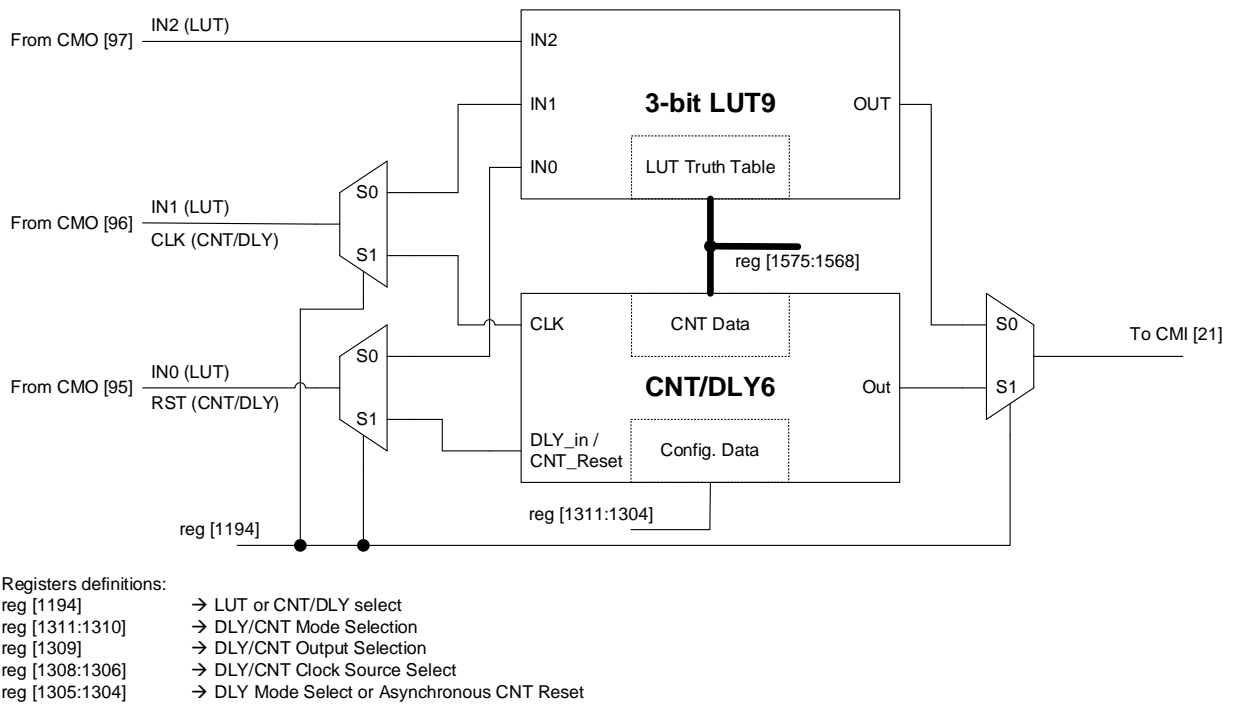 IN2 (LUT)
From CMO [97]
IN2
IN1
3-bit LUT9
OUT
IN0
LUT Truth Table
S0
IN1 (LUT)
From CMO [96]
CLK (CNT/DLY)
S1
reg [1575:1568]
CLK
CNT Data
S0
S0
To CMI [21]
IN0 (LUT)
From CMO [95]
RST (CNT/DLY)
CNT/DLY6
Out
S1
S1
DLY_in /
CNT_Reset
Config. Data
reg [1311:1304]
reg [1194]
Registers definitions:
reg [1194] → LUT or CNT/DLY select
reg [1311:1310] → DLY/CNT Mode Selection
reg [1309] → DLY/CNT Output Selection
reg [1308:1306] → DLY/CNT Clock Source Select
reg [1305:1304] → DLY Mode Select or Asynchronous CNT Reset